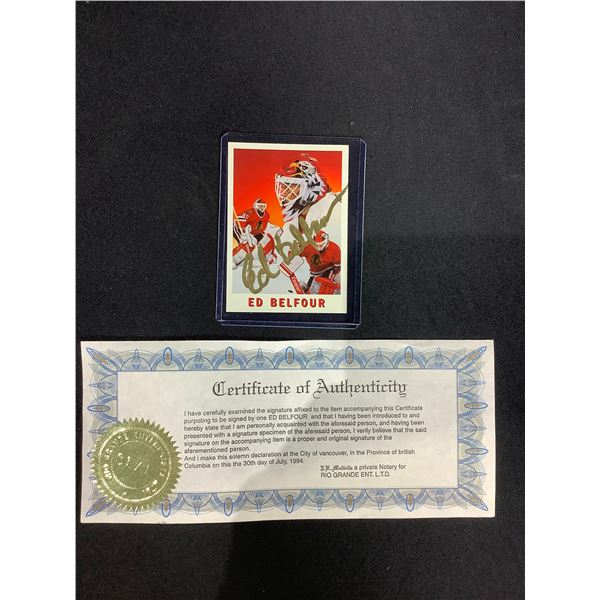 Ed Belfour
ED BELFOUR
Certificate of Authenticity
I have cerefully examined the signature affixed to the item accompanying this Certificate
purpoting to be signed by one ED BELFOUR and that I having been introduced to and
hereby state that I am personally acquainted with the aforesaid person, and having been
presented with a signature specimen of the aforesaid person, I verily believe that the said
signature on the accompanying item is a proper and original signature of the
aforementioned person.
And i make this solemn declaration at the City of vancouver, in the Province of british
Columbia on this the 30th day of July, 1994.
a private Notary for
RIO GRANDE ENT. L.T.D.